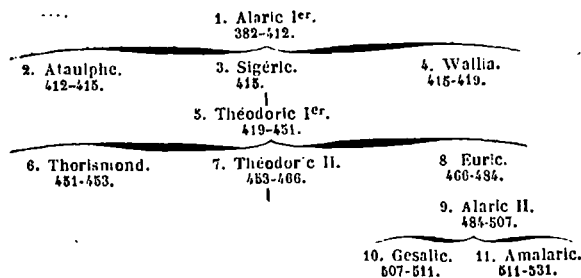 ....
1. Alaric Ier.
382-412.
2. Ataulphe. 3. Sigéric. 4. Wallia.
412-415. 415. 415-419.
5. Théodoric Ier.
419-451.
6. Thorismond. 7. Théodoric II. 8 Euric.
451-453. 453-466. 466-484.
9. Alaric II.
484-507.
10. Gesalic. 11. Amalaric.
507-511. 511-531.